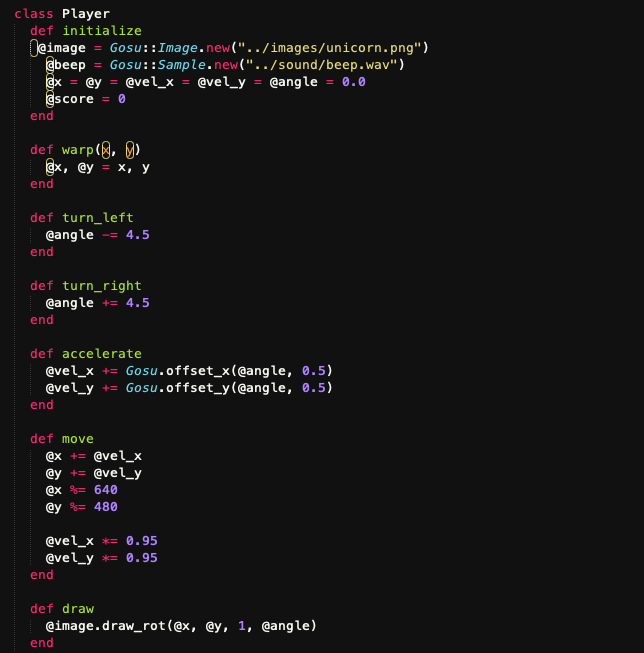 class Player
  def initialize
   @image = Gosu::Image.new("../images/unicorn.png")
    @beep = Gosu::Sample.new("../sound/beep.wav")
    @x = @y = @vel_x = @vel_y = @angle = 0.0
    @score = 0
  end

  def warp(x, y)
    @x, @y = x, y
  end

  def turn_left
    @angle -= 4.5
  end

  def turn_right
    @angle += 4.5
  end

  def accelerate
    @vel_x += Gosu.offset_x(@angle, 0.5)
    @vel_y += Gosu.offset_y(@angle, 0.5)
  end

  def move
    @x += @vel_x
    @y += @vel_y
    @x %= 640
    @y %= 480

    @vel_x *= 0.95
    @vel_y *= 0.95
  end

  def draw
    @image.draw_rot(@x, @y, 1, @angle)
  end